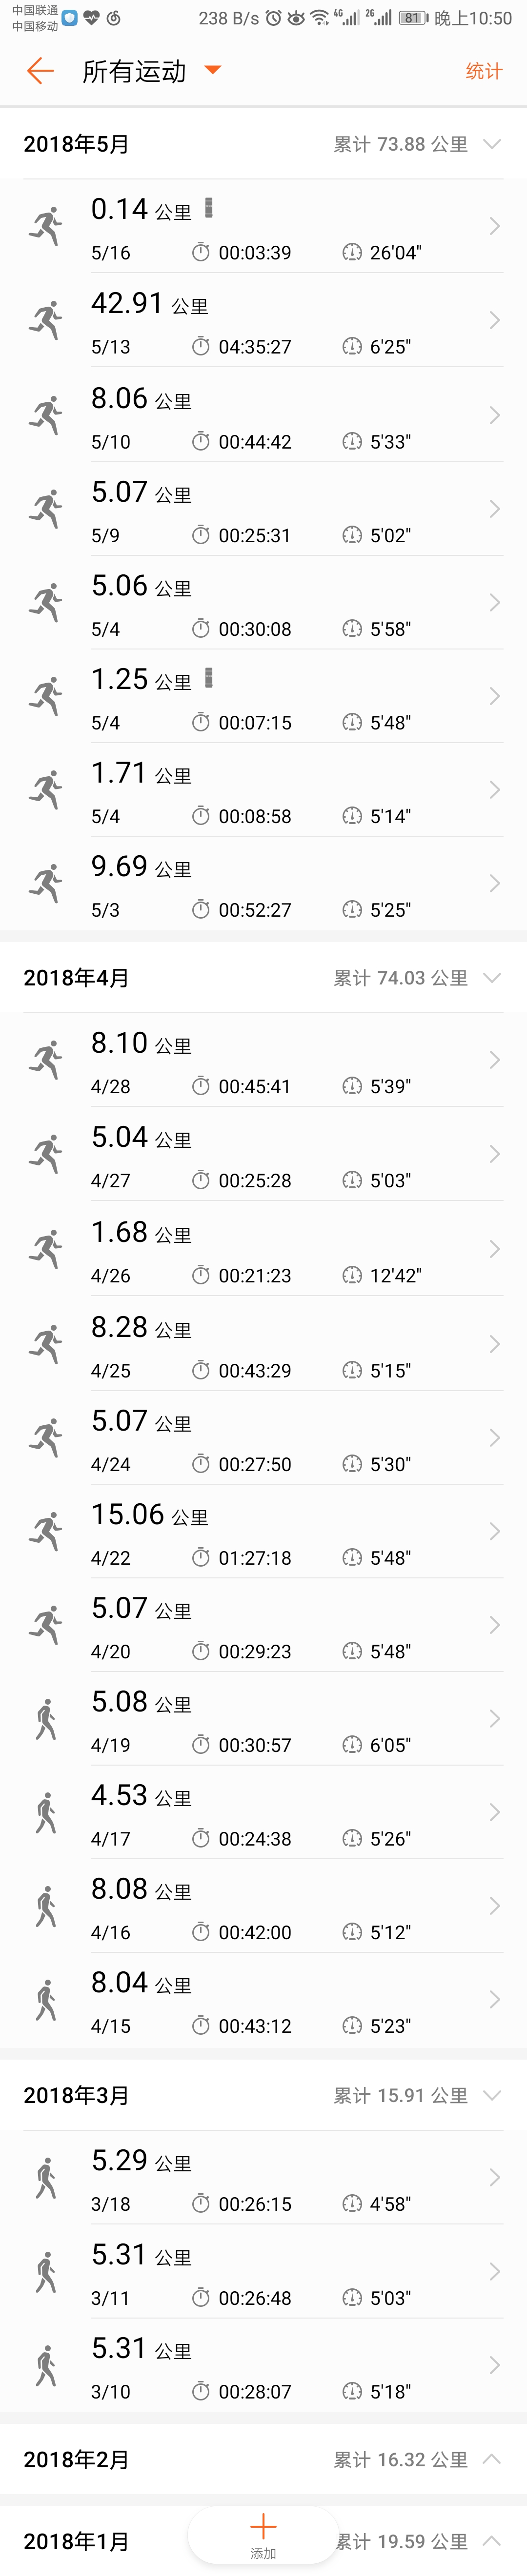 中国联通
中国移动
238 B/s 4G 2G 81 晚上10:50
所有运动 统计
2018年5月 累计 73.88 公里
0.14 公里
5/16 00:03:39 26'04"
42.91 公里
5/13 04:35:27 6'25"
8.06 公里
5/10 00:44:42 5'33"
5.07 公里
5/9 00:25:31 5'02"
5.06 公里
5/4 00:30:08 5'58"
1.25 公里
5/4 00:07:15 5'48"
1.71 公里
5/4 00:08:58 5'14"
9.69 公里
5/3 00:52:27 5'25"
2018年4月 累计 74.03 公里
8.10 公里
4/28 00:45:41 5'39"
5.04 公里
4/27 00:25:28 5'03"
1.68 公里
4/26 00:21:23 12'42"
8.28 公里
4/25 00:43:29 5'15"
5.07 公里
4/24 00:27:50 5'30"
15.06 公里
4/22 01:27:18 5'48"
5.07 公里
4/20 00:29:23 5'48"
5.08 公里
4/19 00:30:57 6'05"
4.53 公里
4/17 00:24:38 5'26"
8.08 公里
4/16 00:42:00 5'12"
8.04 公里
4/15 00:43:12 5'23"
2018年3月 累计 15.91 公里
5.29 公里
3/18 00:26:15 4'58"
5.31 公里
3/11 00:26:48 5'03"
5.31 公里
3/10 00:28:07 5'18"
2018年2月 累计 16.32 公里
2018年1月 累计 19.59 公里
添加